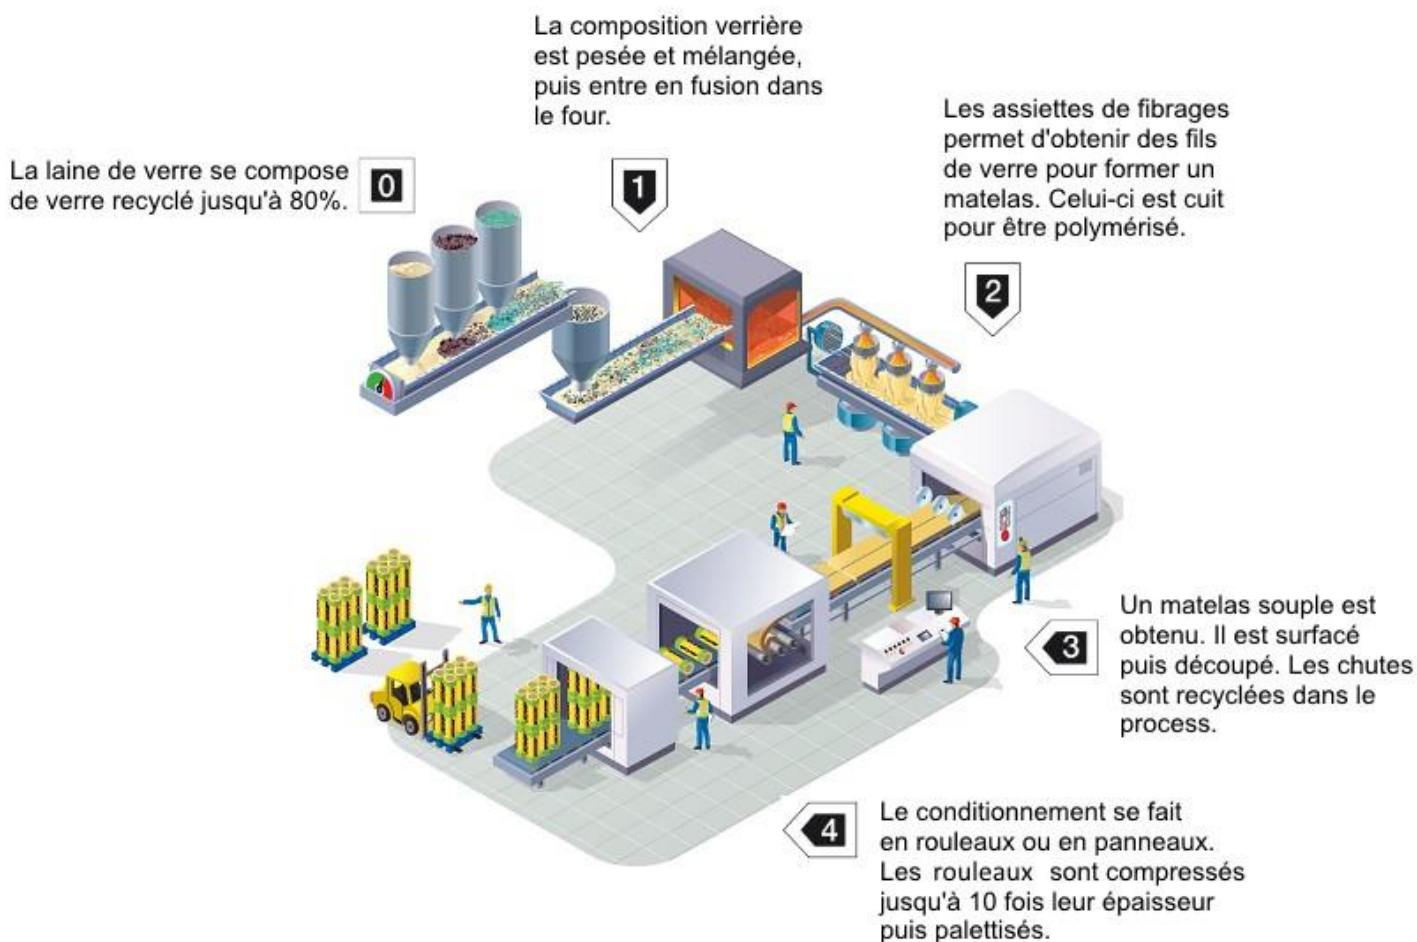 La composition verrière
est pesée et mélangée,
puis entre en fusion dans
le four.
La laine de verre se compose
de verre recyclé jusqu'à 80%.
0
1
Les assiettes de fibrages
permet d'obtenir des fils
de verre pour former un
matelas. Celui-ci est cuit
pour être polymérisé.
2
Un matelas souple est
obtenu. Il est surfacé
puis découpé. Les chutes
sont recyclées dans le
process.
3
4
Le conditionnement se fait
en rouleaux ou en panneaux.
Les rouleaux sont compressés
jusqu'à 10 fois leur épaisseur
puis palettisés.